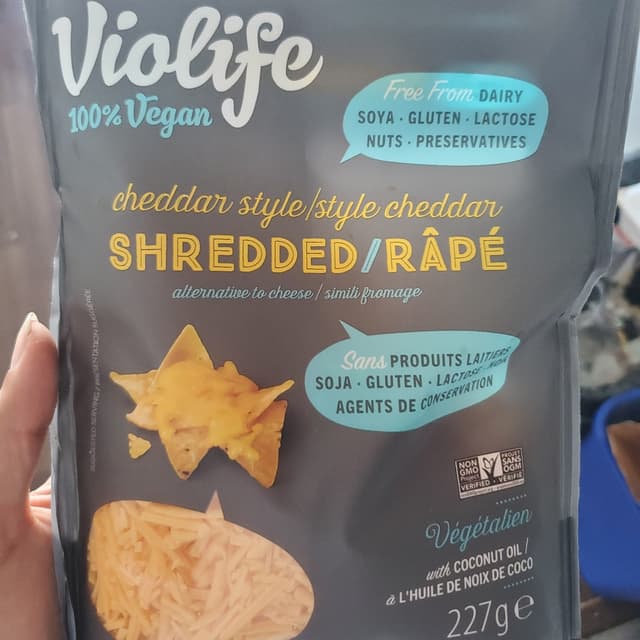 Violife
100% Vegan
Free From DAIRY
SOYA · GLUTEN · LACTOSE
NUTS · PRESERVATIVES
cheddar style/style cheddar
SHREDDED/RÂPÉ
alternative to cheese / simili fromage
Sans PRODUITS LAITIERS
SOJA · GLUTEN · LACTOSE · NOIX
AGENTS DE CONSERVATION
NON
GMO
Project
VERIFIED
PROJET
SANS
OGM
VÉRIFIÉ
Végétalien
with COCONUT OIL /
à L'HUILE DE NOIX DE COCO
227g e